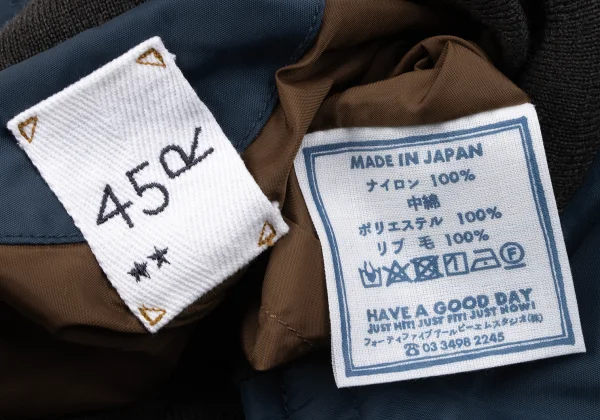 45R
★★
MADE IN JAPAN
ナイロン 100%
中綿
ポリエステル 100%
リブ 毛 100%
HAVE A GOOD DAY
JUST HIT! JUST FIT! JUST NOW!
フォーティファイブアールピーエムスタジオ(株)
☎ 03 3498 2245